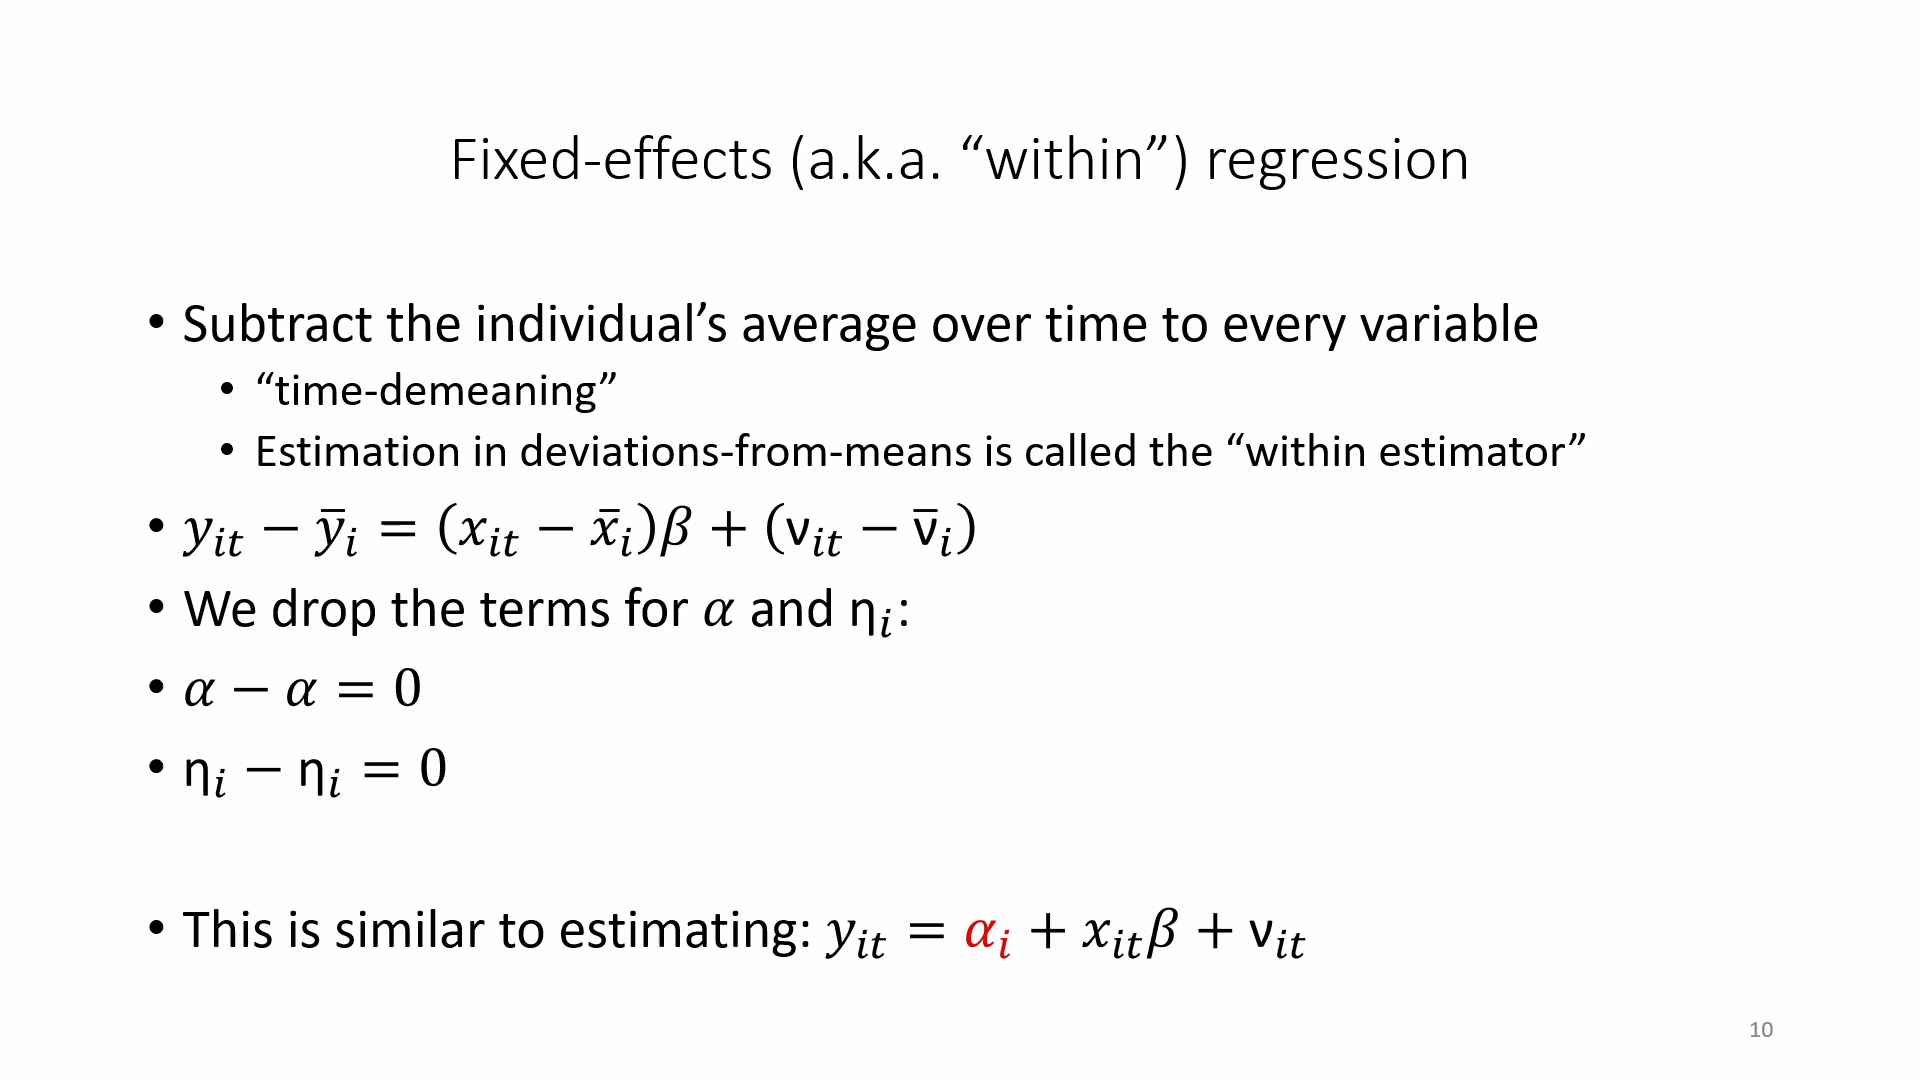 Fixed-effects (a.k.a. “within”) regression
• Subtract the individual’s average over time to every variable
• “time-demeaning”
• Estimation in deviations-from-means is called the “within estimator”
• 𝑦ᵢₜ − 𝑦̅ᵢ = (𝑥ᵢₜ − 𝑥̅ᵢ)𝛽 + (νᵢₜ − ν̅ᵢ)
• We drop the terms for 𝛼 and ηᵢ:
• 𝛼 − 𝛼 = 0
• ηᵢ − ηᵢ = 0
• This is similar to estimating: 𝑦ᵢₜ = 𝛼ᵢ + 𝑥ᵢₜ𝛽 + νᵢₜ
10